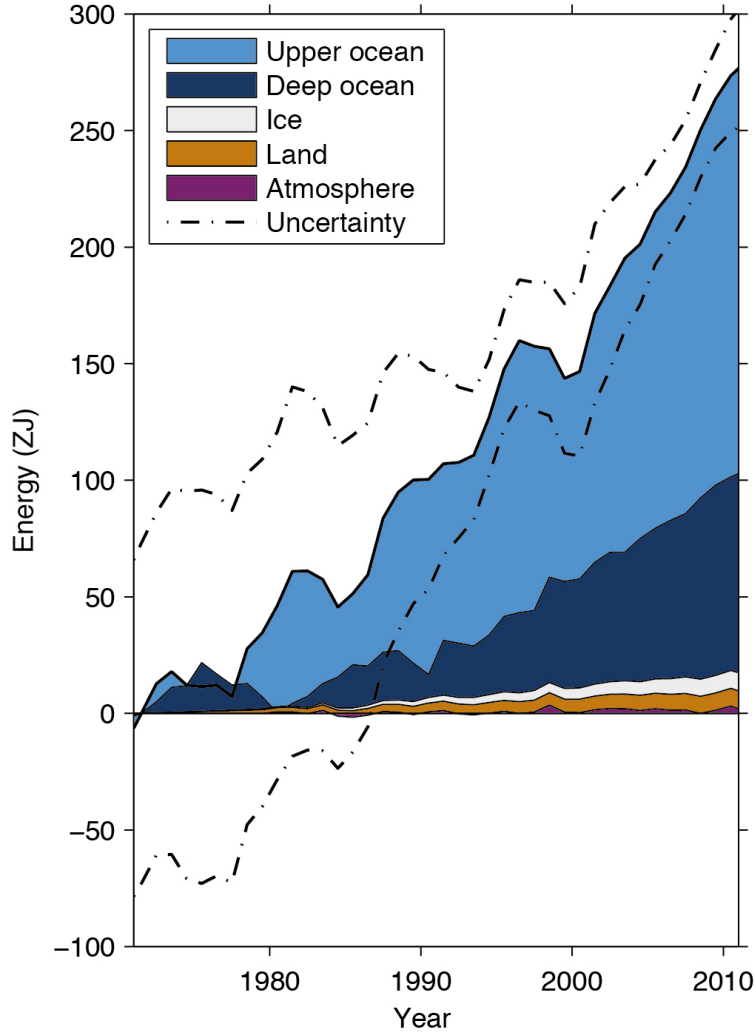 300
250
200
150
100
50
0
−50
−100
Energy (ZJ)
Upper ocean
Deep ocean
Ice
Land
Atmosphere
Uncertainty
1980
1990
2000
2010
Year